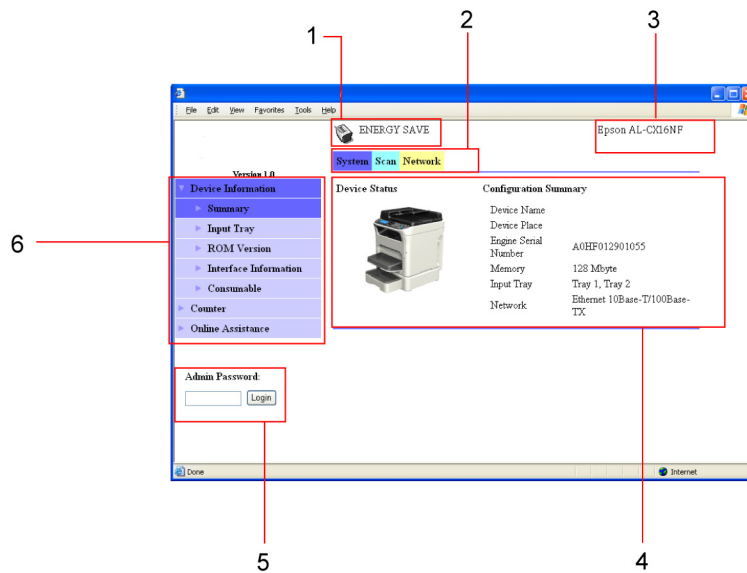 1
2
3
File Edit View Favorites Tools Help
ENERGY SAVE
Epson AL-CX16NF
System Scan Network
Version 1.0
Device Information
Summary
Input Tray
ROM Version
Interface Information
Consumable
Counter
Online Assistance
6
Device Status
Configuration Summary
Device Name
Device Place
Engine Serial
Number
A0HF012901055
Memory 128 Mbyte
Input Tray Tray 1, Tray 2
Network
Ethernet 10Base-T/100Base-
TX
Admin Password:
Login
Done
Internet
5
4